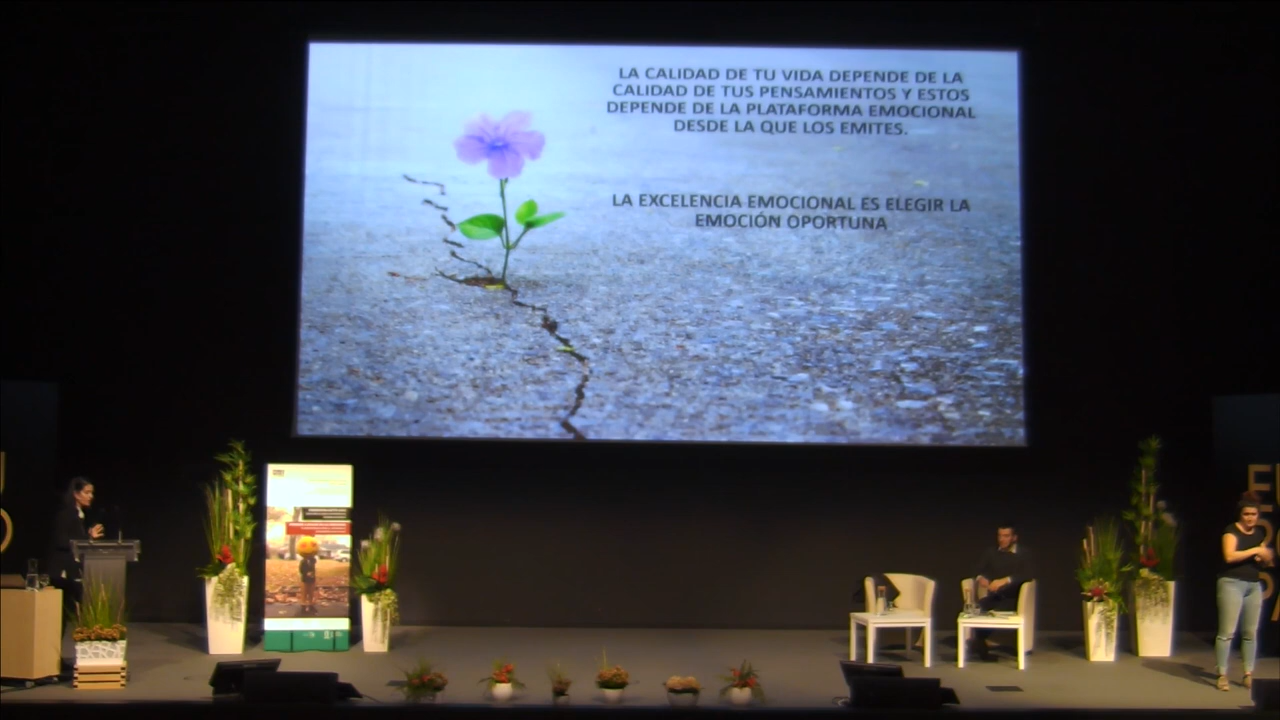 LA CALIDAD DE TU VIDA DEPENDE DE LA
CALIDAD DE TUS PENSAMIENTOS Y ESTOS
DEPENDE DE LA PLATAFORMA EMOCIONAL
DESDE LA QUE LOS EMITES.
LA EXCELENCIA EMOCIONAL ES ELEGIR LA
EMOCIÓN OPORTUNA